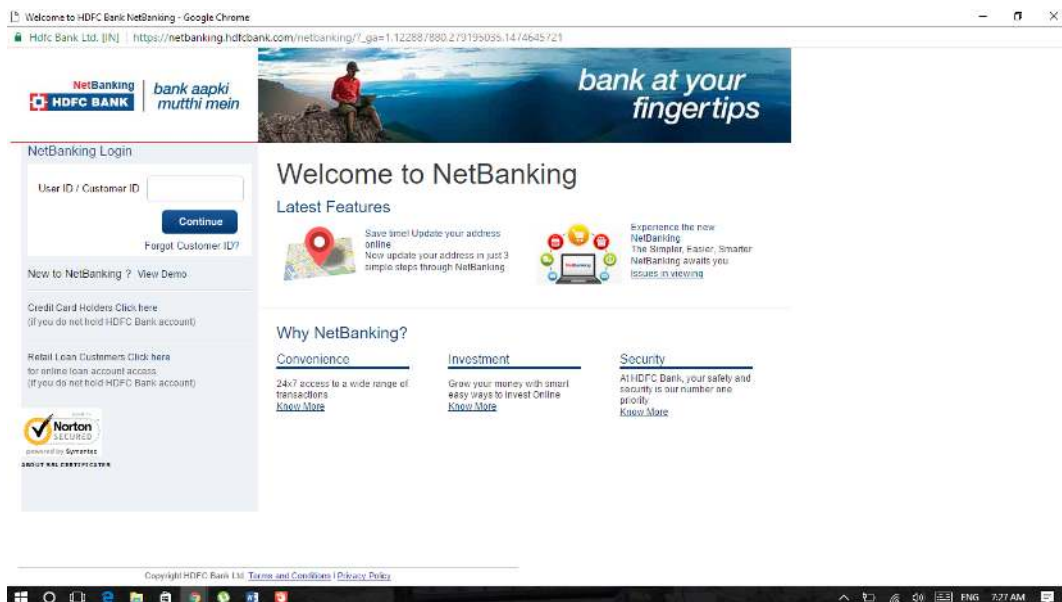 Welcome to HDFC Bank NetBanking - Google Chrome
Hdfc Bank Ltd. [IN] | https://netbanking.hdfcbank.com/netbanking/?_ga=1.122887880.279195035.1474645721
NetBanking
HDFC BANK
bank aapki
mutthi mein
bank at your
fingertips
NetBanking Login
User ID / Customer ID
Continue
Forgot Customer ID?
New to NetBanking ? View Demo
Credit Card Holders Click here
(if you do not hold HDFC Bank account)
Retail Loan Customers Click here
for online loan account access
(if you do not hold HDFC Bank account)
Norton
SECURED
powered by Symantec
ABOUT SSL CERTIFICATES
Welcome to NetBanking
Latest Features
Save time! Update your address
online
Now update your address in just 3
simple steps through NetBanking
Experience the new
NetBanking
The Simpler, Easier, Smarter
NetBanking awaits you
Issues in viewing
Why NetBanking?
Convenience
24x7 access to a wide range of
transactions
Know More
Investment
Grow your money with smart
easy ways to invest Online
Know More
Security
At HDFC Bank, your safety and
security is our number one
priority
Know More
Copyright HDFC Bank Ltd. Terms and Conditions | Privacy Policy
ENG 7:27 AM